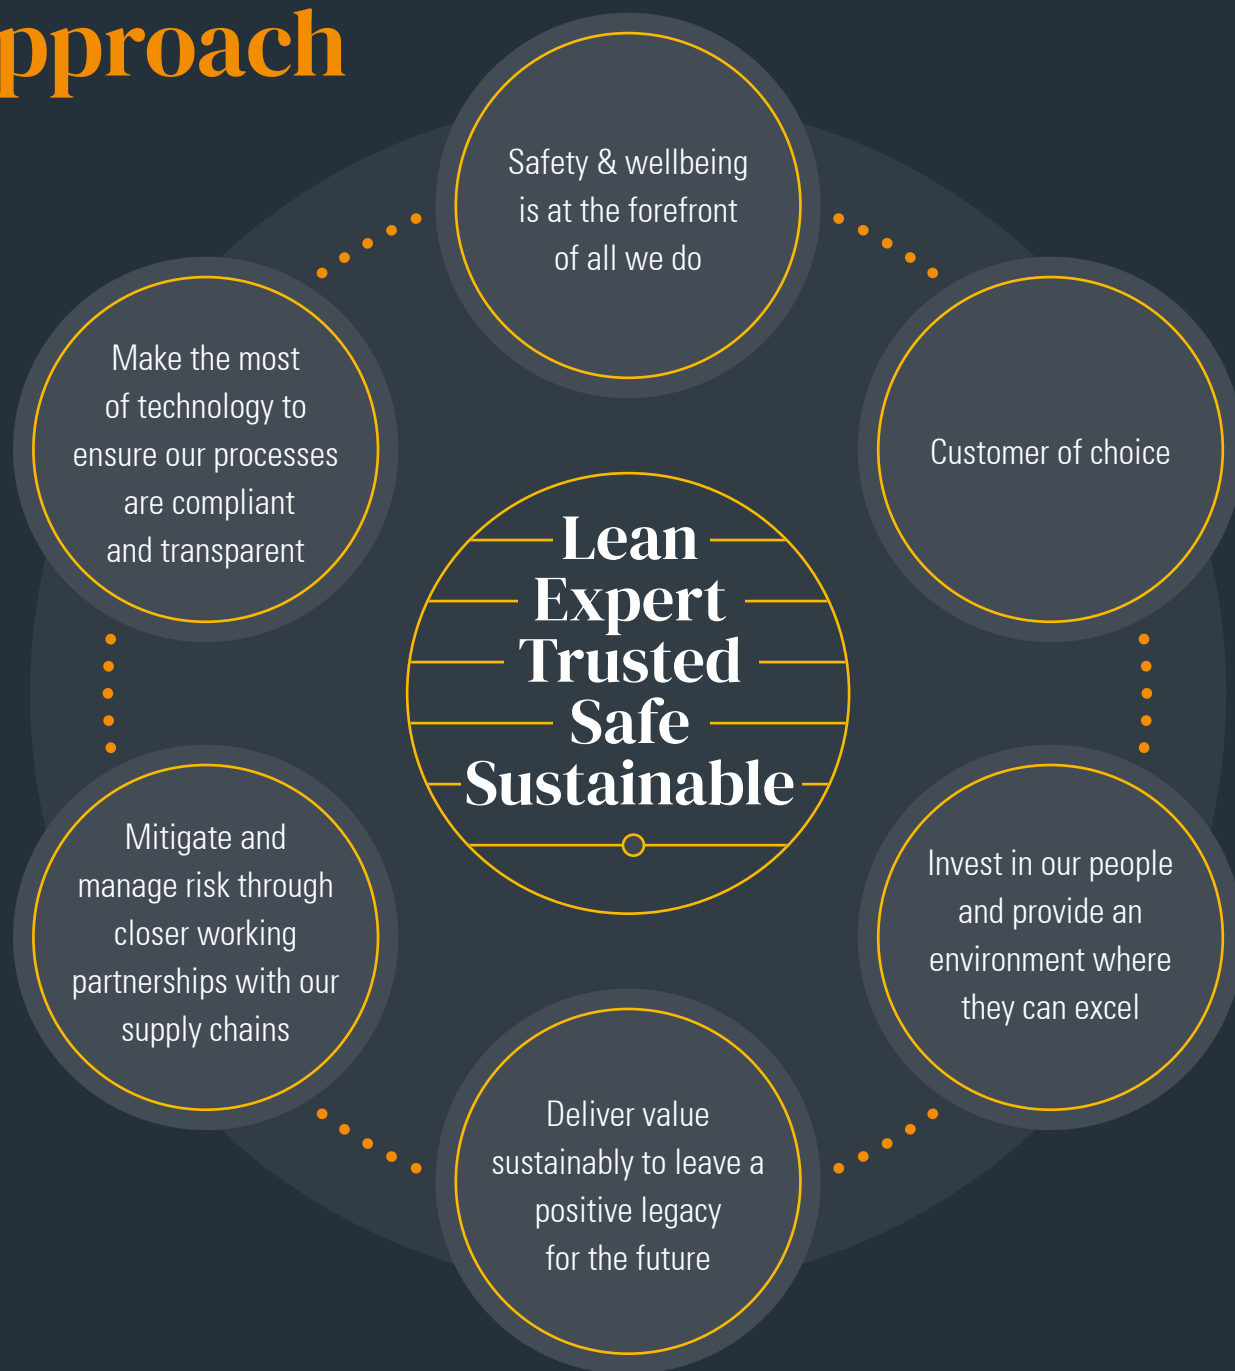 pproach
Safety & wellbeing
is at the forefront
of all we do
Customer of choice
Invest in our people
and provide an
environment where
they can excel
Deliver value
sustainably to leave a
positive legacy
for the future
Mitigate and
manage risk through
closer working
partnerships with our
supply chains
Make the most
of technology to
ensure our processes
are compliant
and transparent
Lean
Expert
Trusted
Safe
Sustainable